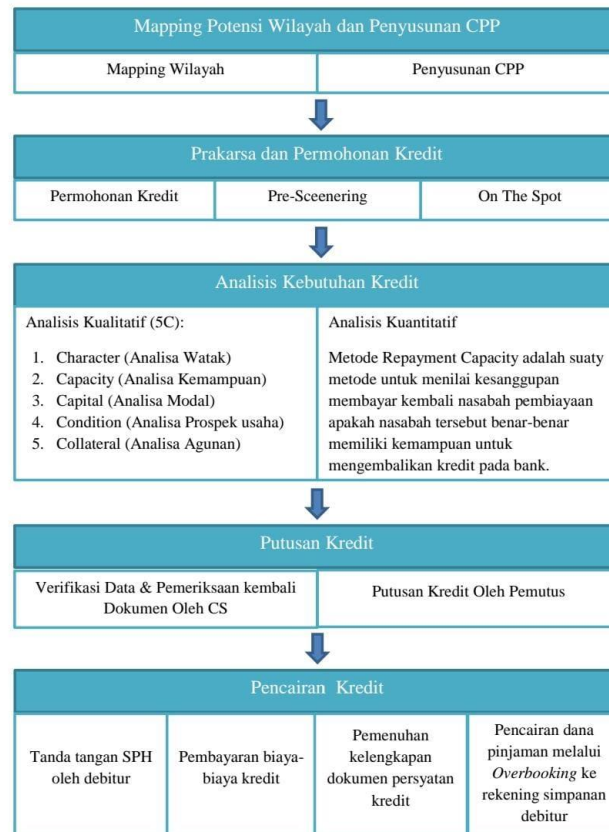 Mapping Potensi Wilayah dan Penyusunan CPP
Mapping Wilayah
Penyusunan CPP
Prakarsa dan Permohonan Kredit
Permohonan Kredit
Pre-Sceenering
On The Spot
Analisis Kebutuhan Kredit
Analisis Kualitatif (5C):
1. Character (Analisa Watak)
2. Capacity (Analisa Kemampuan)
3. Capital (Analisa Modal)
4. Condition (Analisa Prospek usaha)
5. Collateral (Analisa Agunan)
Analisis Kuantitatif
Metode Repayment Capacity adalah suaty
metode untuk menilai kesanggupan
membayar kembali nasabah pembiayaan
apakah nasabah tersebut benar-benar
memiliki kemampuan untuk
mengembalikan kredit pada bank.
Putusan Kredit
Verifikasi Data & Pemeriksaan kembali
Dokumen Oleh CS
Putusan Kredit Oleh Pemutus
Pencairan Kredit
Tanda tangan SPH
oleh debitur
Pembayaran biaya-
biaya kredit
Pemenuhan
kelengkapan
dokumen persyatan
kredit
Pencairan dana
pinjaman melalui
Overbooking ke
rekening simpanan
debitur